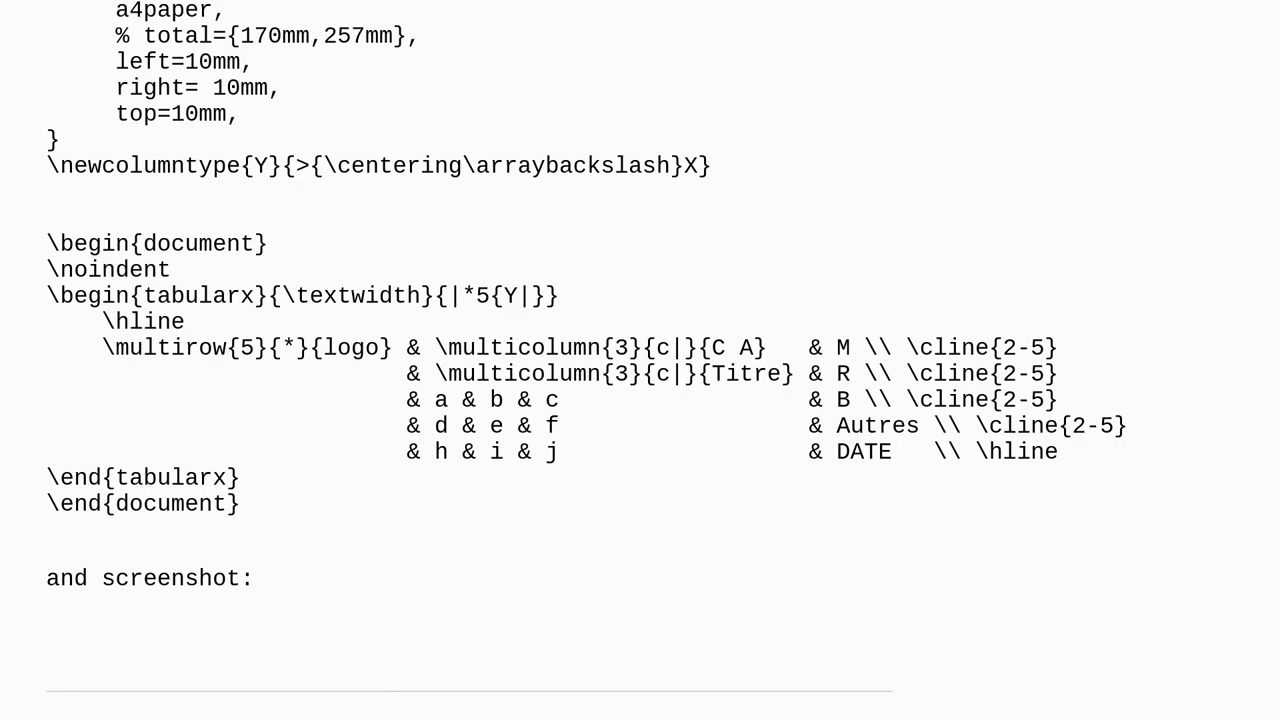 a4paper,
% total={170mm,257mm},
left=10mm,
right= 10mm,
top=10mm,
}
\newcolumntype{Y}{>{\centering\arraybackslash}X}
\begin{document}
\noindent
\begin{tabularx}{\textwidth}{|*5{Y|}}
\hline
\multirow{5}{*}{logo} & \multicolumn{3}{c|}{C A}   & M \\ \cline{2-5}
& \multicolumn{3}{c|}{Titre} & R \\ \cline{2-5}
& a & b & c                  & B \\ \cline{2-5}
& d & e & f                  & Autres \\ \cline{2-5}
& h & i & j                  & DATE   \\ \hline
\end{tabularx}
\end{document}
and screenshot: